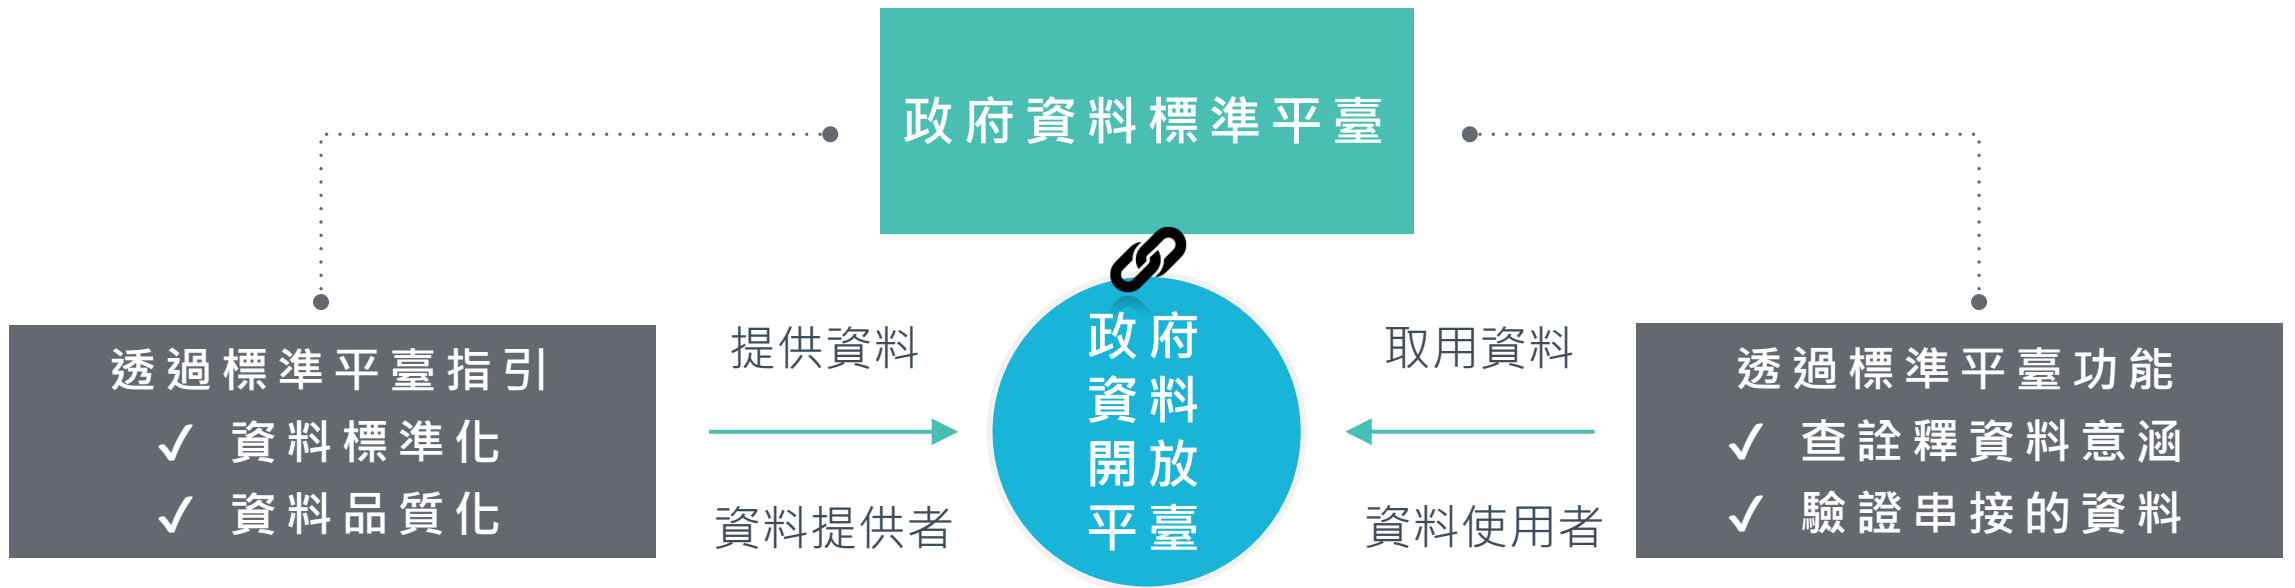 政府資料標準平臺
透過標準平臺指引
✓ 資料標準化
✓ 資料品質化
提供資料
資料提供者
政府
資料
開放
平臺
取用資料
資料使用者
透過標準平臺功能
✓ 查詮釋資料意涵
✓ 驗證串接的資料